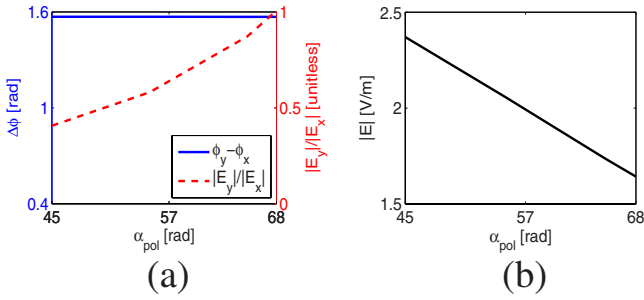 1.6
1
0.4
Δϕ [rad]
1
0.5
0
|E_y|/|E_x| [unitless]
ϕ_y−ϕ_x
|E_y|/|E_x|
45
57
68
α_pol [rad]
(a)
2.5
2
1.5
|E| [V/m]
45
57
68
α_pol [rad]
(b)